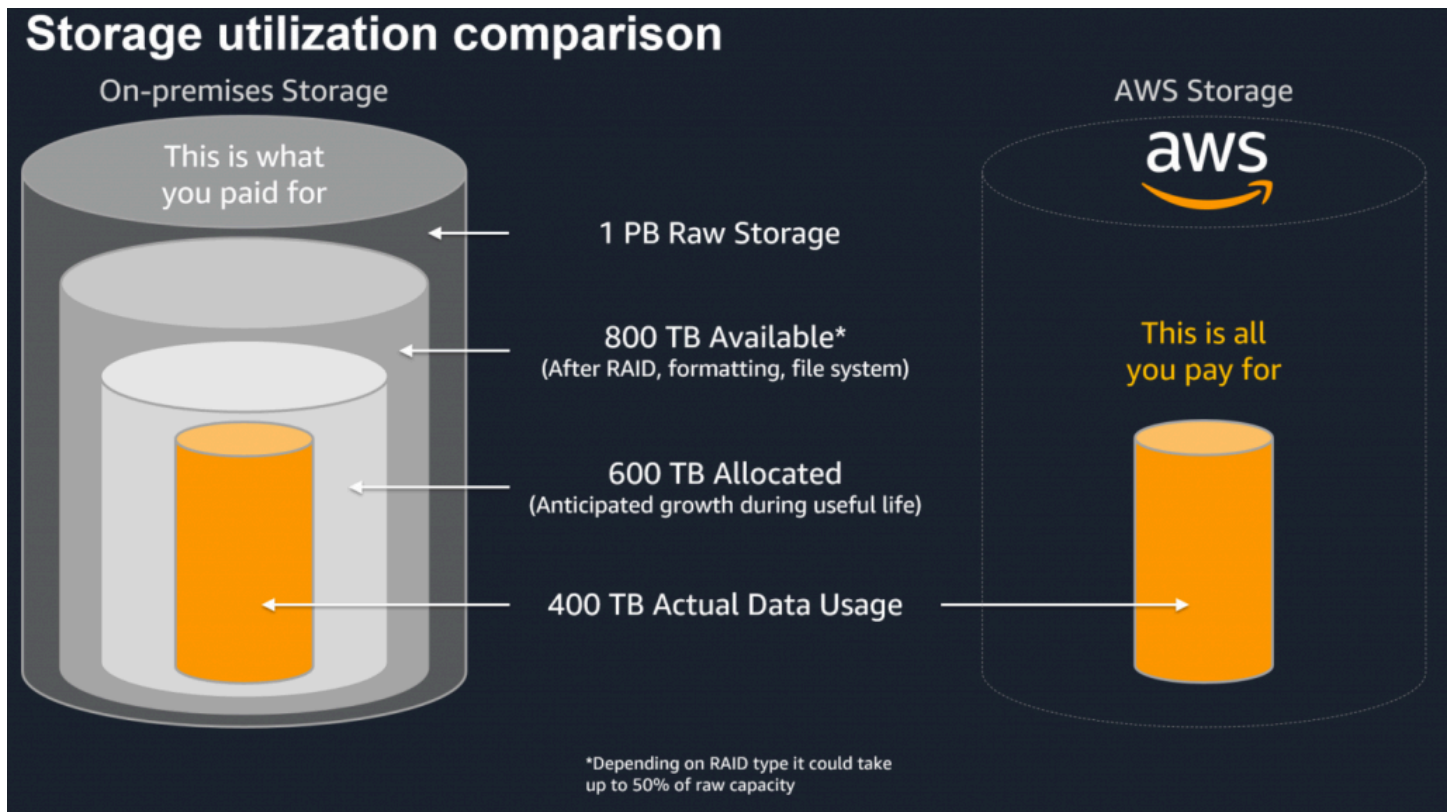 Storage utilization comparison
On-premises Storage
AWS Storage
This is what
you paid for
aws
1 PB Raw Storage
800 TB Available*
(After RAID, formatting, file system)
This is all
you pay for
600 TB Allocated
(Anticipated growth during useful life)
400 TB Actual Data Usage
*Depending on RAID type it could take
up to 50% of raw capacity